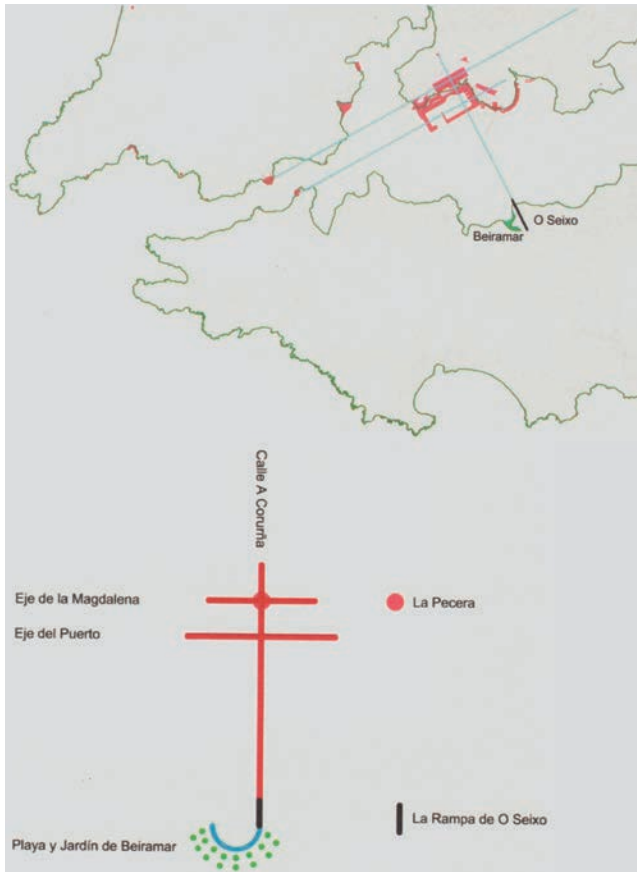 O Seixo
Beiramar
Calle A Corurña
Eje de la Magdalena
La Pecera
Eje del Puerto
La Rampa de O Seixo
Playa y Jardín de Beiramar